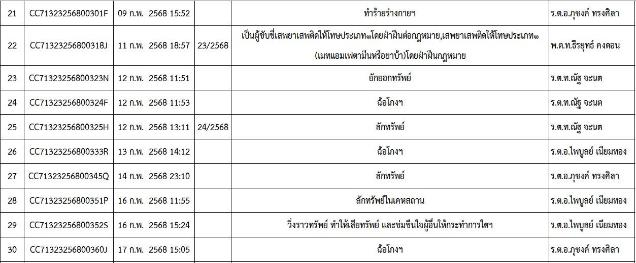 21 CC71323256800301F 09 ก.พ. 2568 15:52 ทำร้ายร่างกายฯ ร.ต.อ.ภุชงค์ ทรงศิลา
เป็นผู้ขับขี่เสพยาเสพติดให้โทษประเภท๑โดยฝ่าฝืนต่อกฎหมาย,เสพยาเสพติดให้โทษประเภท๑
22 CC71323256800318J 11 ก.พ. 2568 18:57 23/2568 พ.ต.ท.ธีรยุทธ์ คงดอน
(เมทแอมเฟตามีนหรือยาบ้า)โดยฝ่าฝืนกฎหมาย
23 CC71323256800323N 12 ก.พ. 2568 11:51 ยักยอกทรัพย์ ร.ต.ท.ณัฐ จะนต
24 CC71323256800324F 12 ก.พ. 2568 11:53 ฉ้อโกงฯ ร.ต.ท.ณัฐ จะนต
25 CC71323256800325H 12 ก.พ. 2568 13:11 24/2568 ลักทรัพย์ ร.ต.ท.ณัฐ จะนต
26 CC71323256800333R 13 ก.พ. 2568 14:12 ฉ้อโกงฯ ร.ต.อ.ไพบูลย์ เนียมทอง
27 CC71323256800345Q 14 ก.พ. 2568 23:10 ลักทรัพย์ ร.ต.อ.ภุชงค์ ทรงศิลา
28 CC71323256800351P 16 ก.พ. 2568 11:55 ลักทรัพย์ในเคหสถาน ร.ต.อ.ไพบูลย์ เนียมทอง
29 CC71323256800352S 16 ก.พ. 2568 15:24 วิ่งราวทรัพย์ ทำให้เสียทรัพย์ และข่มขืนใจผู้อื่นให้กระทำการใดฯ ร.ต.อ.ไพบูลย์ เนียมทอง
30 CC71323256800360J 17 ก.พ. 2568 15:05 ฉ้อโกงฯ ร.ต.อ.ภุชงค์ ทรงศิลา